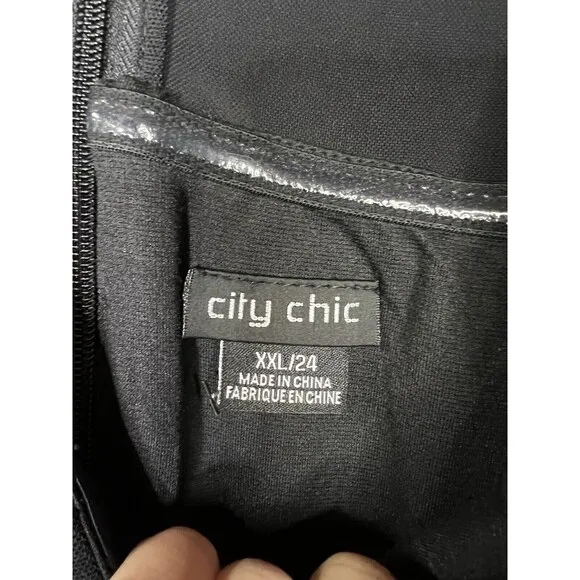 city chic
XXL/24
MADE IN CHINA
FABRIQUE EN CHINE